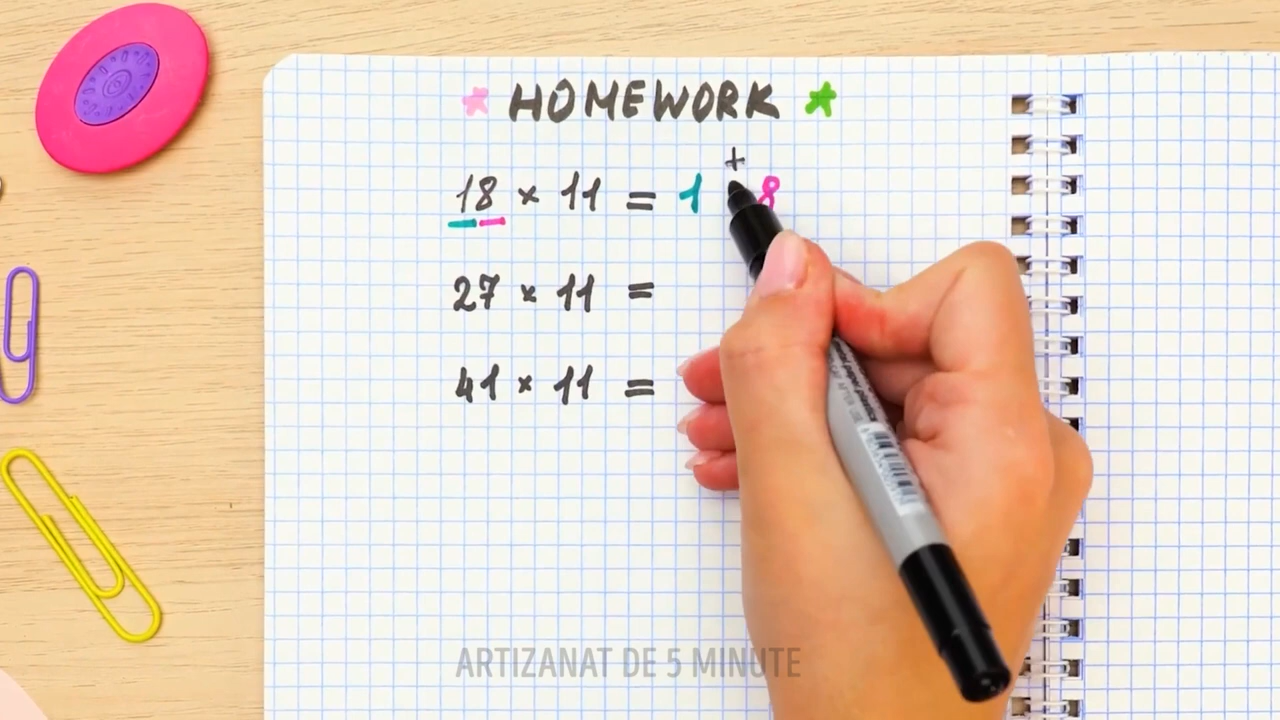 HOMEWORK
+
18 × 11 = 1 8
27 × 11 =
41 × 11 =
ARTIZANAT DE 5 MINUTE